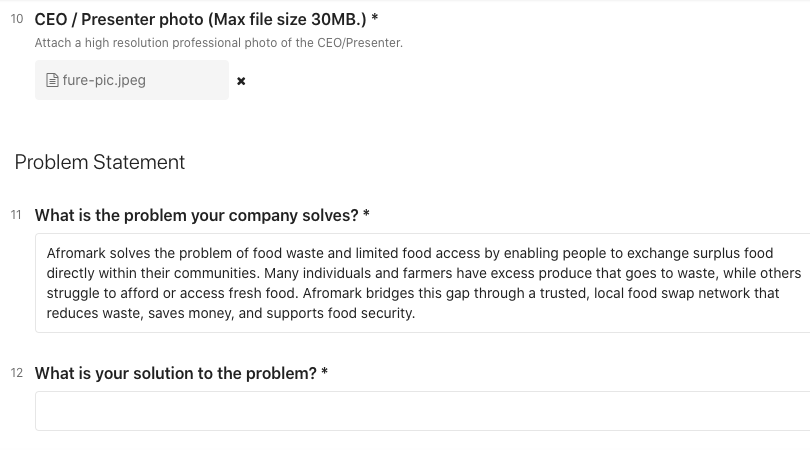 10 CEO / Presenter photo (Max file size 30MB.) *
Attach a high resolution professional photo of the CEO/Presenter.
fure-pic.jpeg ✖
Problem Statement
11 What is the problem your company solves? *
Afromark solves the problem of food waste and limited food access by enabling people to exchange surplus food
directly within their communities. Many individuals and farmers have excess produce that goes to waste, while others
struggle to afford or access fresh food. Afromark bridges this gap through a trusted, local food swap network that
reduces waste, saves money, and supports food security.
12 What is your solution to the problem? *